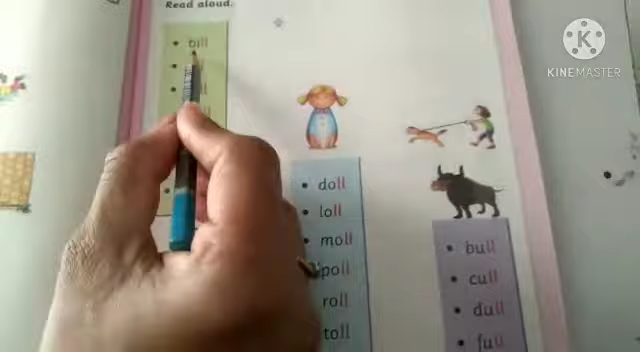 Read aloud.
• bill
• doll
• loll
• moll
poll
roll
toll
• bull
• cull
• dull
• full
KINEMASTER